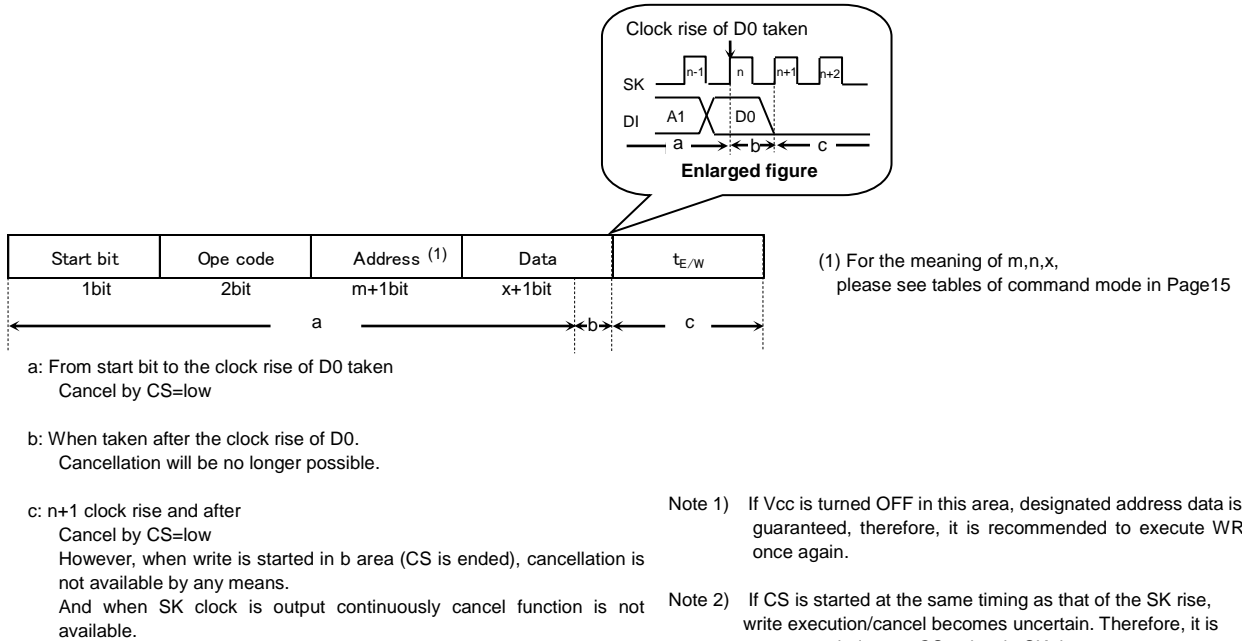 Clock rise of D0 taken
SK
n-1
n
n+1
n+2
DI
A1
D0
a
b
c
Enlarged figure
Start bit
Ope code
Address (1)
Data
tE/W
1bit
2bit
m+1bit
x+1bit
a
b
c
(1) For the meaning of m,n,x,
please see tables of command mode in Page15
a: From start bit to the clock rise of D0 taken
Cancel by CS=low
b: When taken after the clock rise of D0.
Cancellation will be no longer possible.
c: n+1 clock rise and after
Cancel by CS=low
However, when write is started in b area (CS is ended), cancellation is
not available by any means.
And when SK clock is output continuously cancel function is not
available.
Note 1) If Vcc is turned OFF in this area, designated address data is
guaranteed, therefore, it is recommended to execute WR
once again.
Note 2) If CS is started at the same timing as that of the SK rise,
write execution/cancel becomes uncertain. Therefore, it is